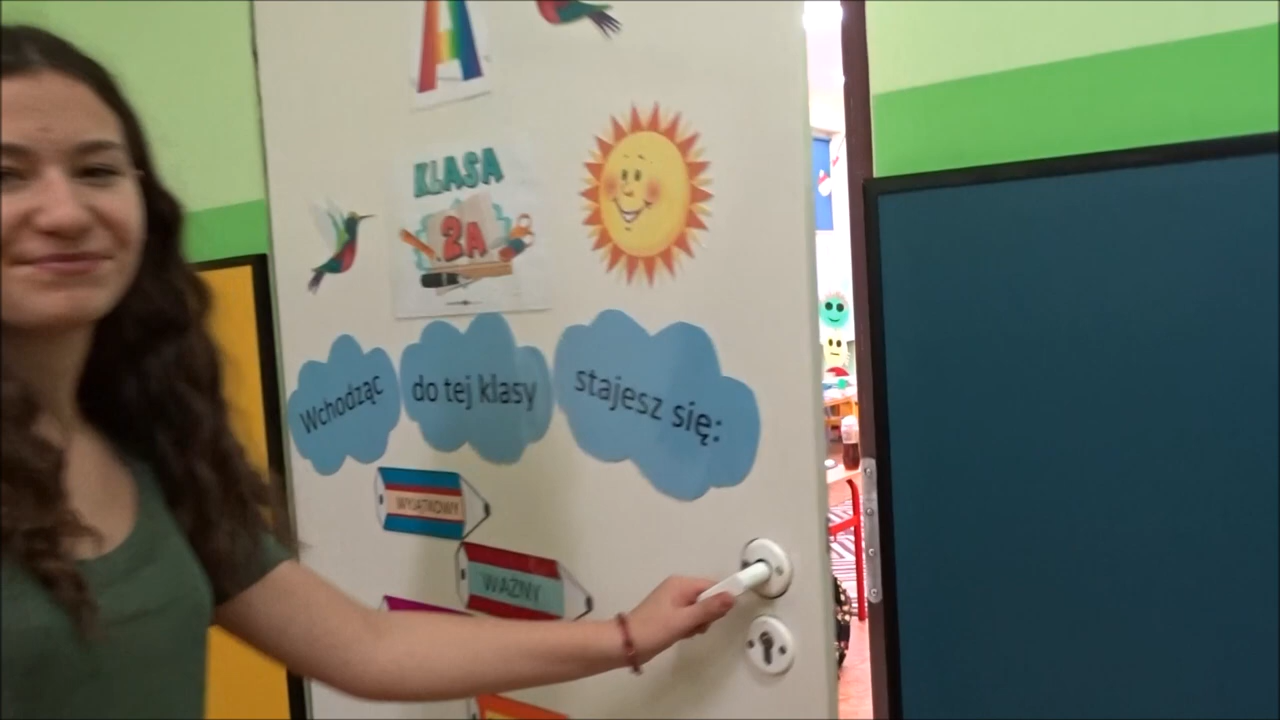 A
KLASA
2A
Wchodząc do tej klasy stajesz się:
WYJĄTKOWY
WAŻNY